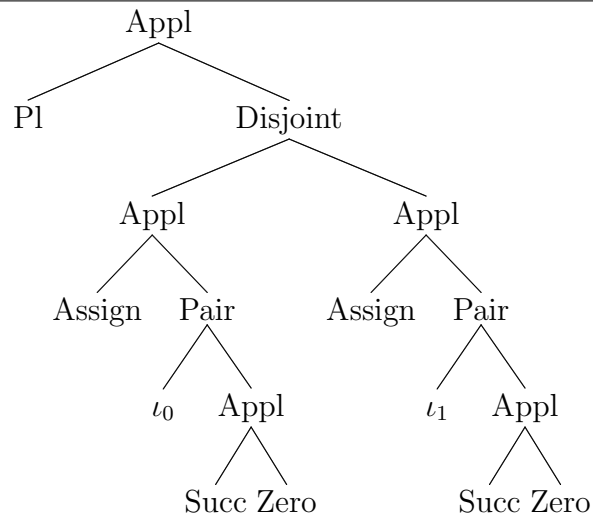 Appl
Pl Disjoint
Appl Appl
Assign Pair Assign Pair
ι₀ Appl ι₁ Appl
Succ Zero Succ Zero